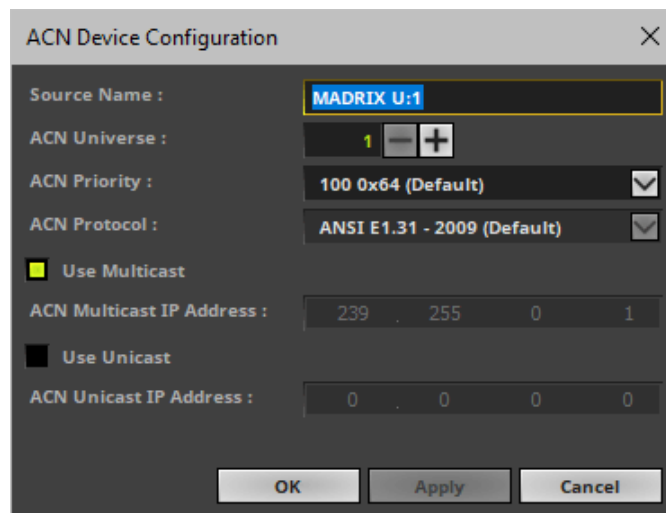 ACN Device Configuration
Source Name : MADRIX U:1
ACN Universe : 1
ACN Priority : 100 0x64 (Default)
ACN Protocol : ANSI E1.31 - 2009 (Default)
Use Multicast
ACN Multicast IP Address : 239 . 255 0 1
Use Unicast
ACN Unicast IP Address : 0 . 0 0 0
OK Apply Cancel